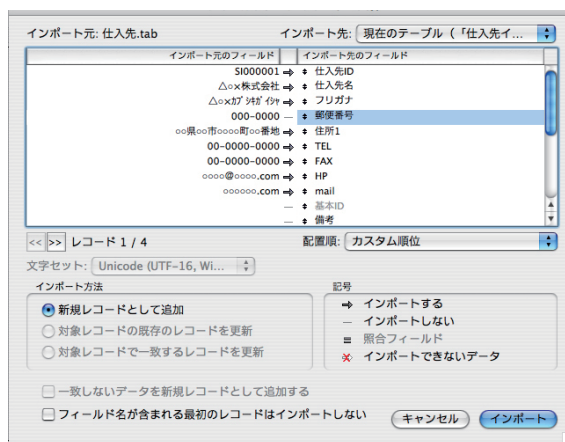 インポート元: 仕入先.tab インポート先: 現在のテーブル（「仕入先イ...
インポート元のフィールド インポート先のフィールド
SI000001 ⇒ 仕入先ID
△○×株式会社 ⇒ 仕入先名
△○×ｶﾌﾞｼｷｶﾞｲｼｬ ⇒ フリガナ
000-0000 — 郵便番号
○○県○○市○○○○町○○番地 ⇒ 住所1
00-0000-0000 ⇒ TEL
00-0000-0000 ⇒ FAX
○○○○@○○○○.com ⇒ HP
○○○○○○.com ⇒ mail
— 基本ID
— 備考
<< >> レコード 1 / 4 配置順: カスタム順位
文字セット: Unicode (UTF-16, Wi...
インポート方法
新規レコードとして追加
対象レコードの既存のレコードを更新
対象レコードで一致するレコードを更新
記号
⇒ インポートする
— インポートしない
≡ 照合フィールド
インポートできないデータ
一致しないデータを新規レコードとして追加する
フィールド名が含まれる最初のレコードはインポートしない
キャンセル インポート